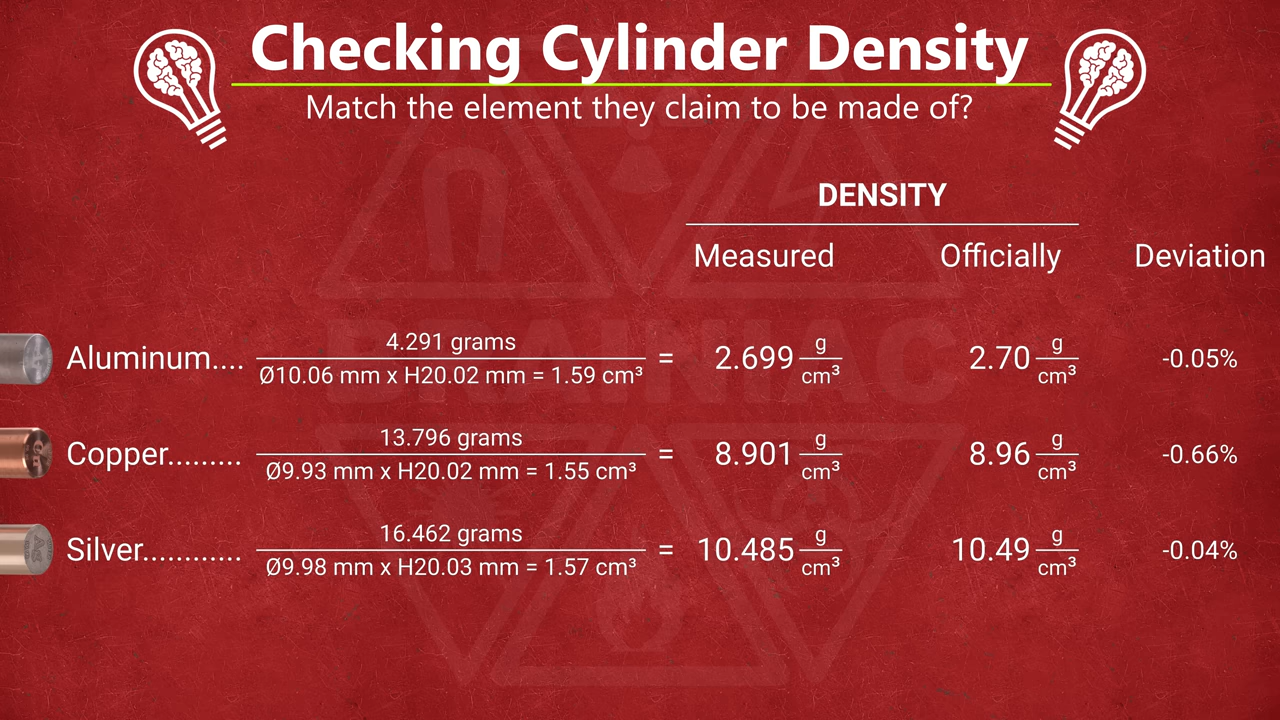 Checking Cylinder Density
Match the element they claim to be made of?
DENSITY
Measured Officially Deviation
Aluminum.... 4.291 grams / Ø10.06 mm x H20.02 mm = 1.59 cm³ = 2.699 g/cm³ 2.70 g/cm³ -0.05%
Copper......... 13.796 grams / Ø9.93 mm x H20.02 mm = 1.55 cm³ = 8.901 g/cm³ 8.96 g/cm³ -0.66%
Silver............ 16.462 grams / Ø9.98 mm x H20.03 mm = 1.57 cm³ = 10.485 g/cm³ 10.49 g/cm³ -0.04%
BRAINIAC